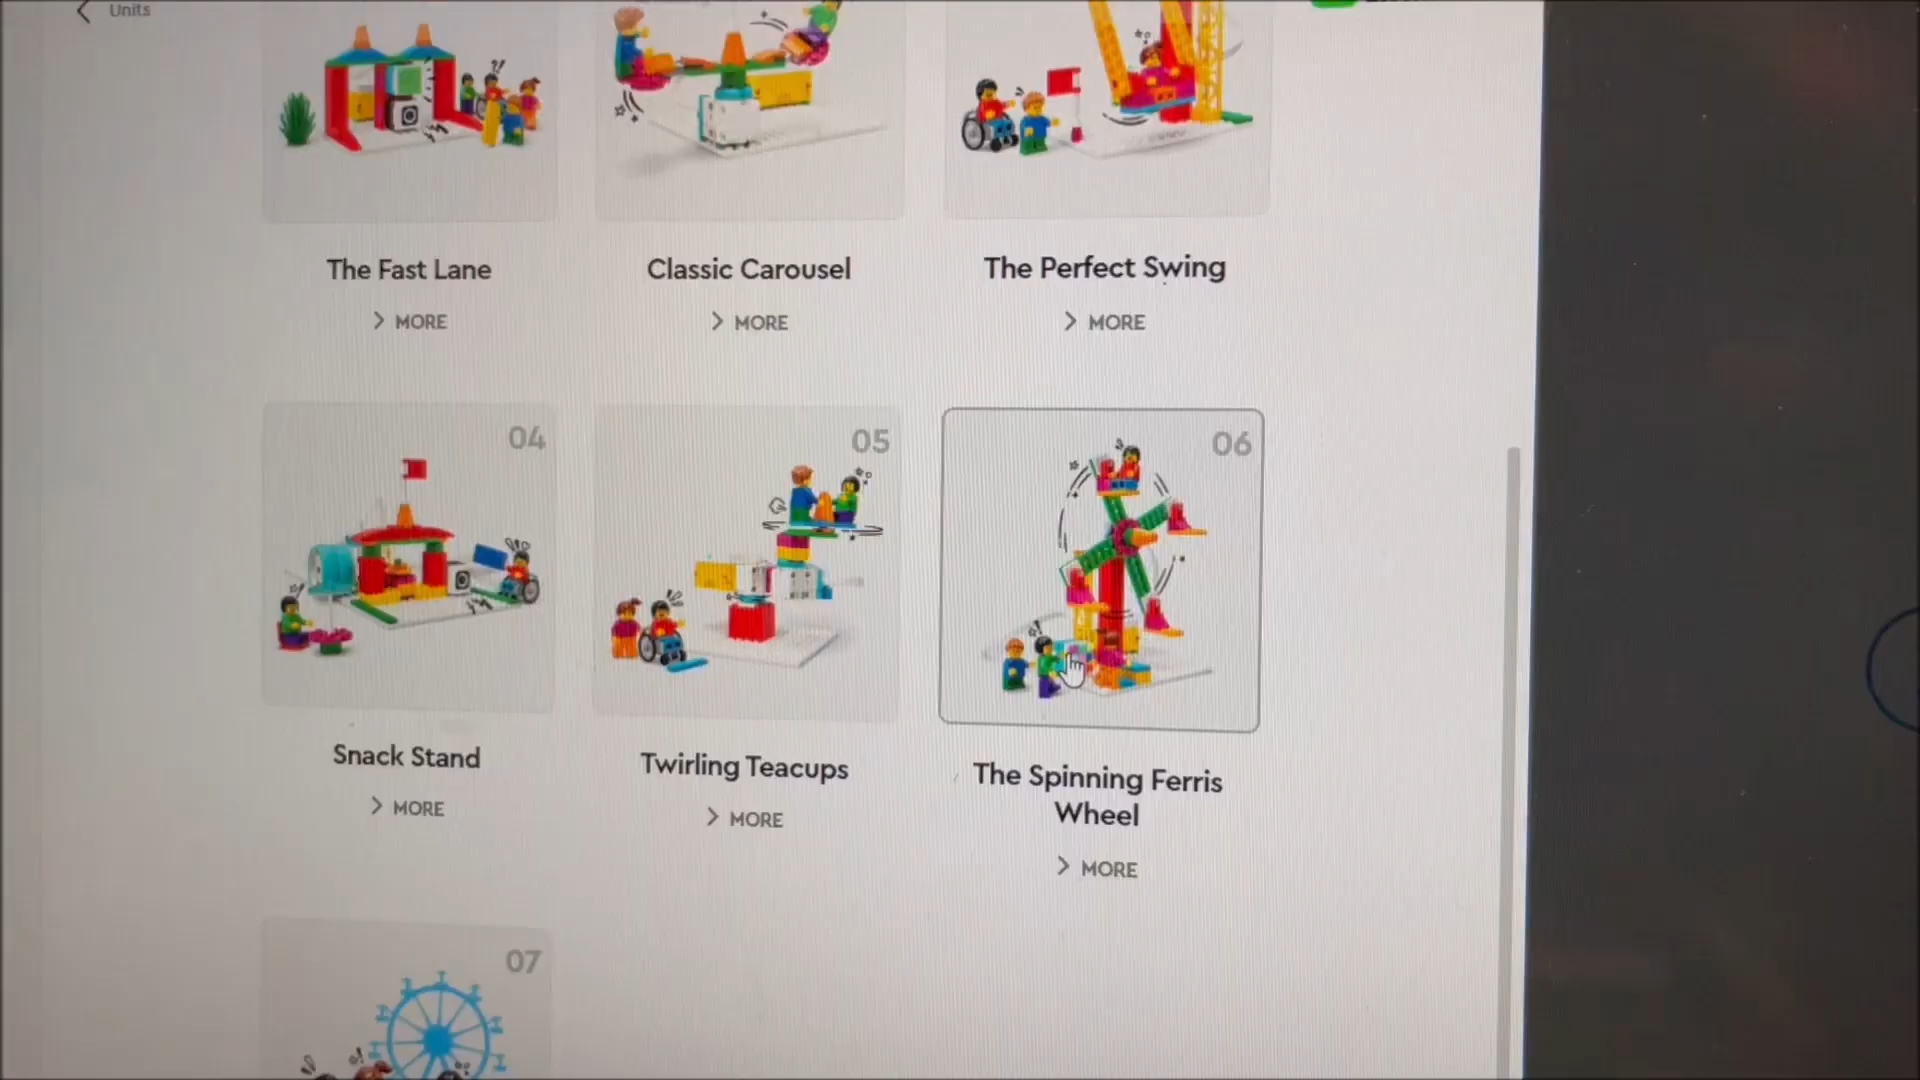 Units
The Fast Lane
MORE
Classic Carousel
MORE
The Perfect Swing
MORE
04
Snack Stand
MORE
05
Twirling Teacups
MORE
06
The Spinning Ferris
Wheel
MORE
07